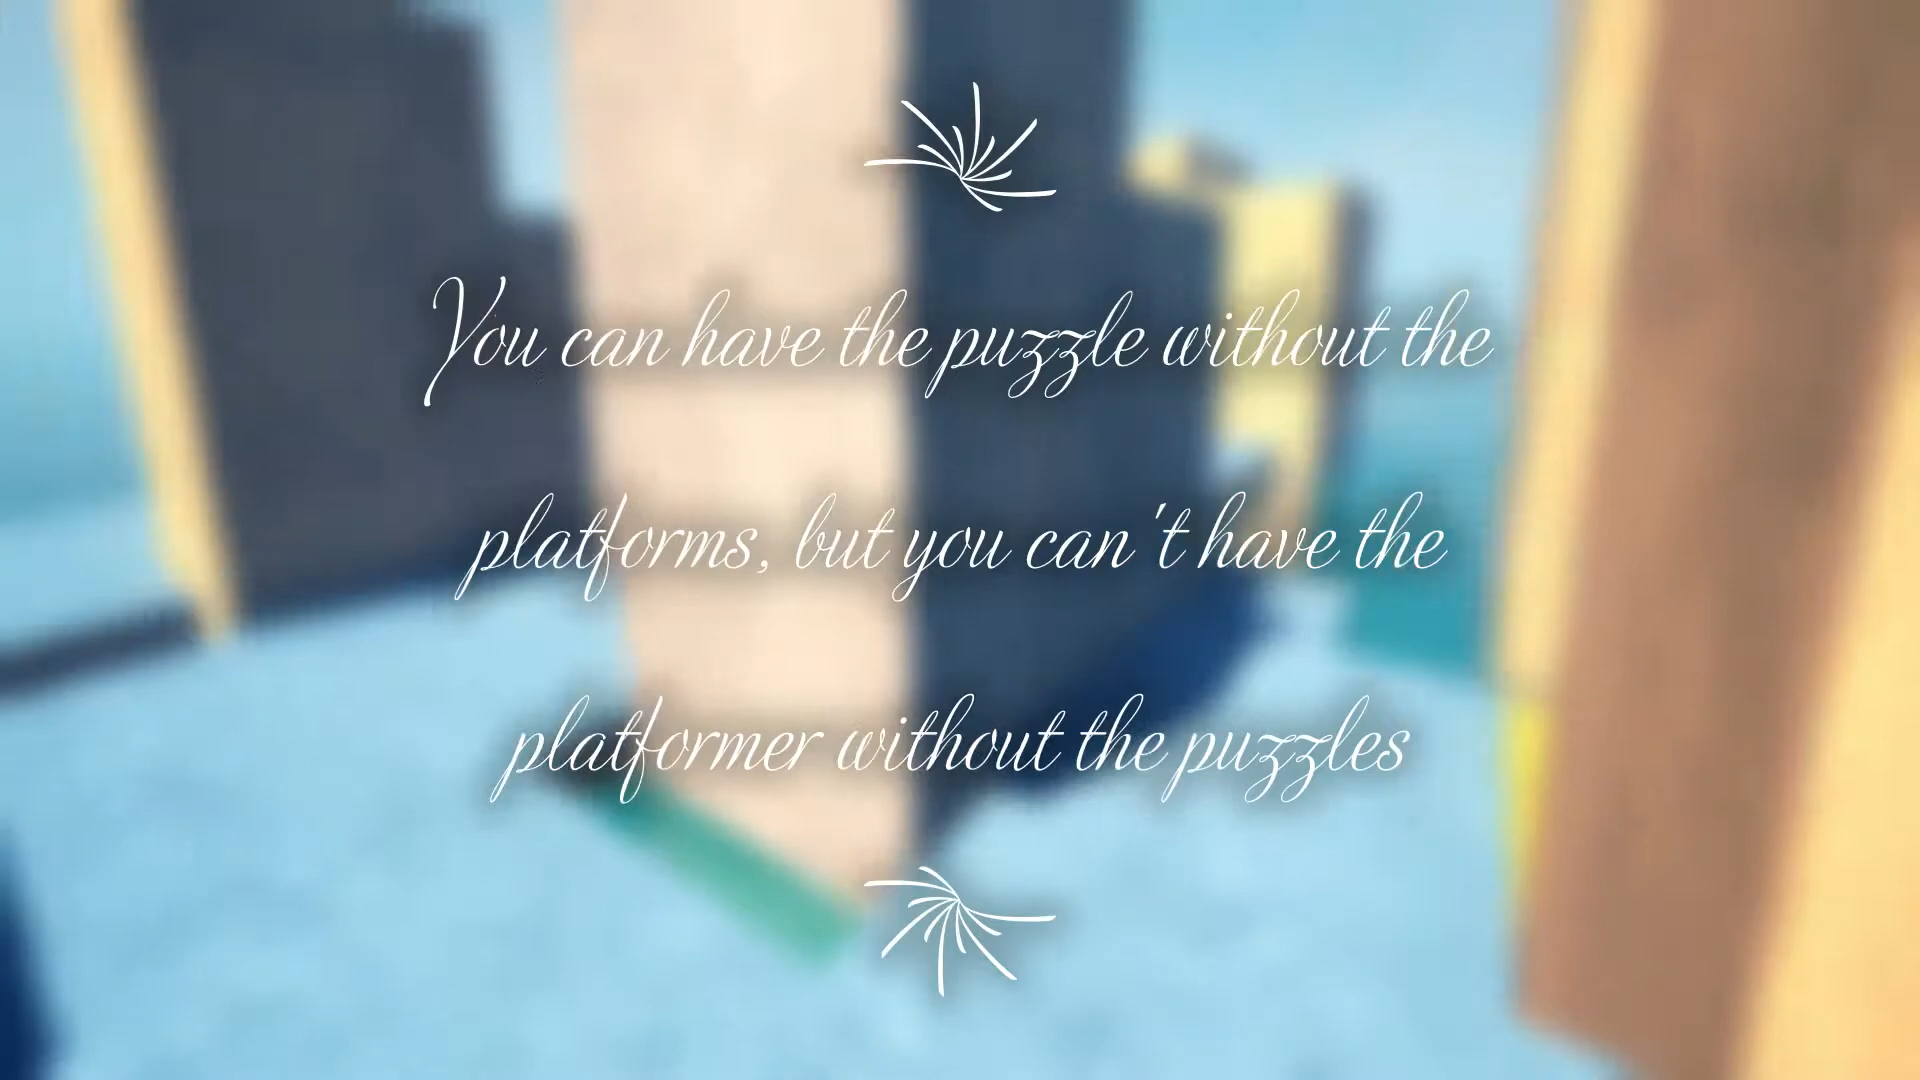 You can have the puzzle without the
platforms, but you can't have the
platformer without the puzzles